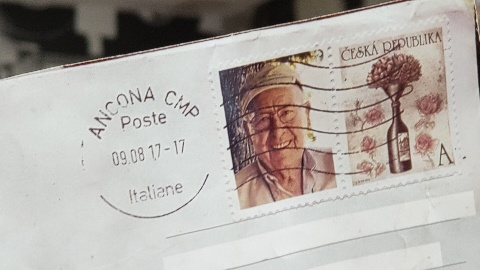 ANCONA CMP
Poste
09.08 17-17
Italiane
ČESKÁ REPUBLIKA
A